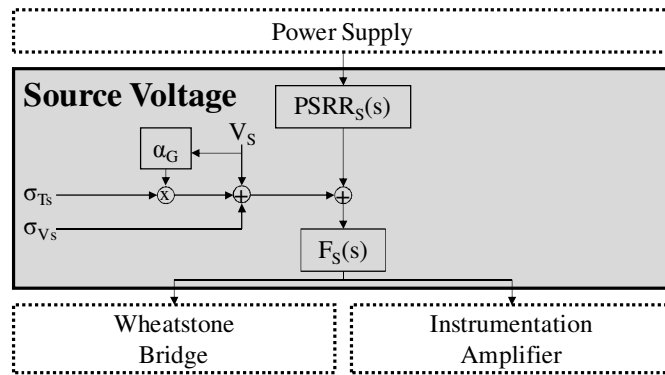 Power Supply
Source Voltage
PSRR_S(s)
V_S
α_G
σ_Ts
x
+
+
σ_Vs
F_S(s)
Wheatstone
Bridge
Instrumentation
Amplifier